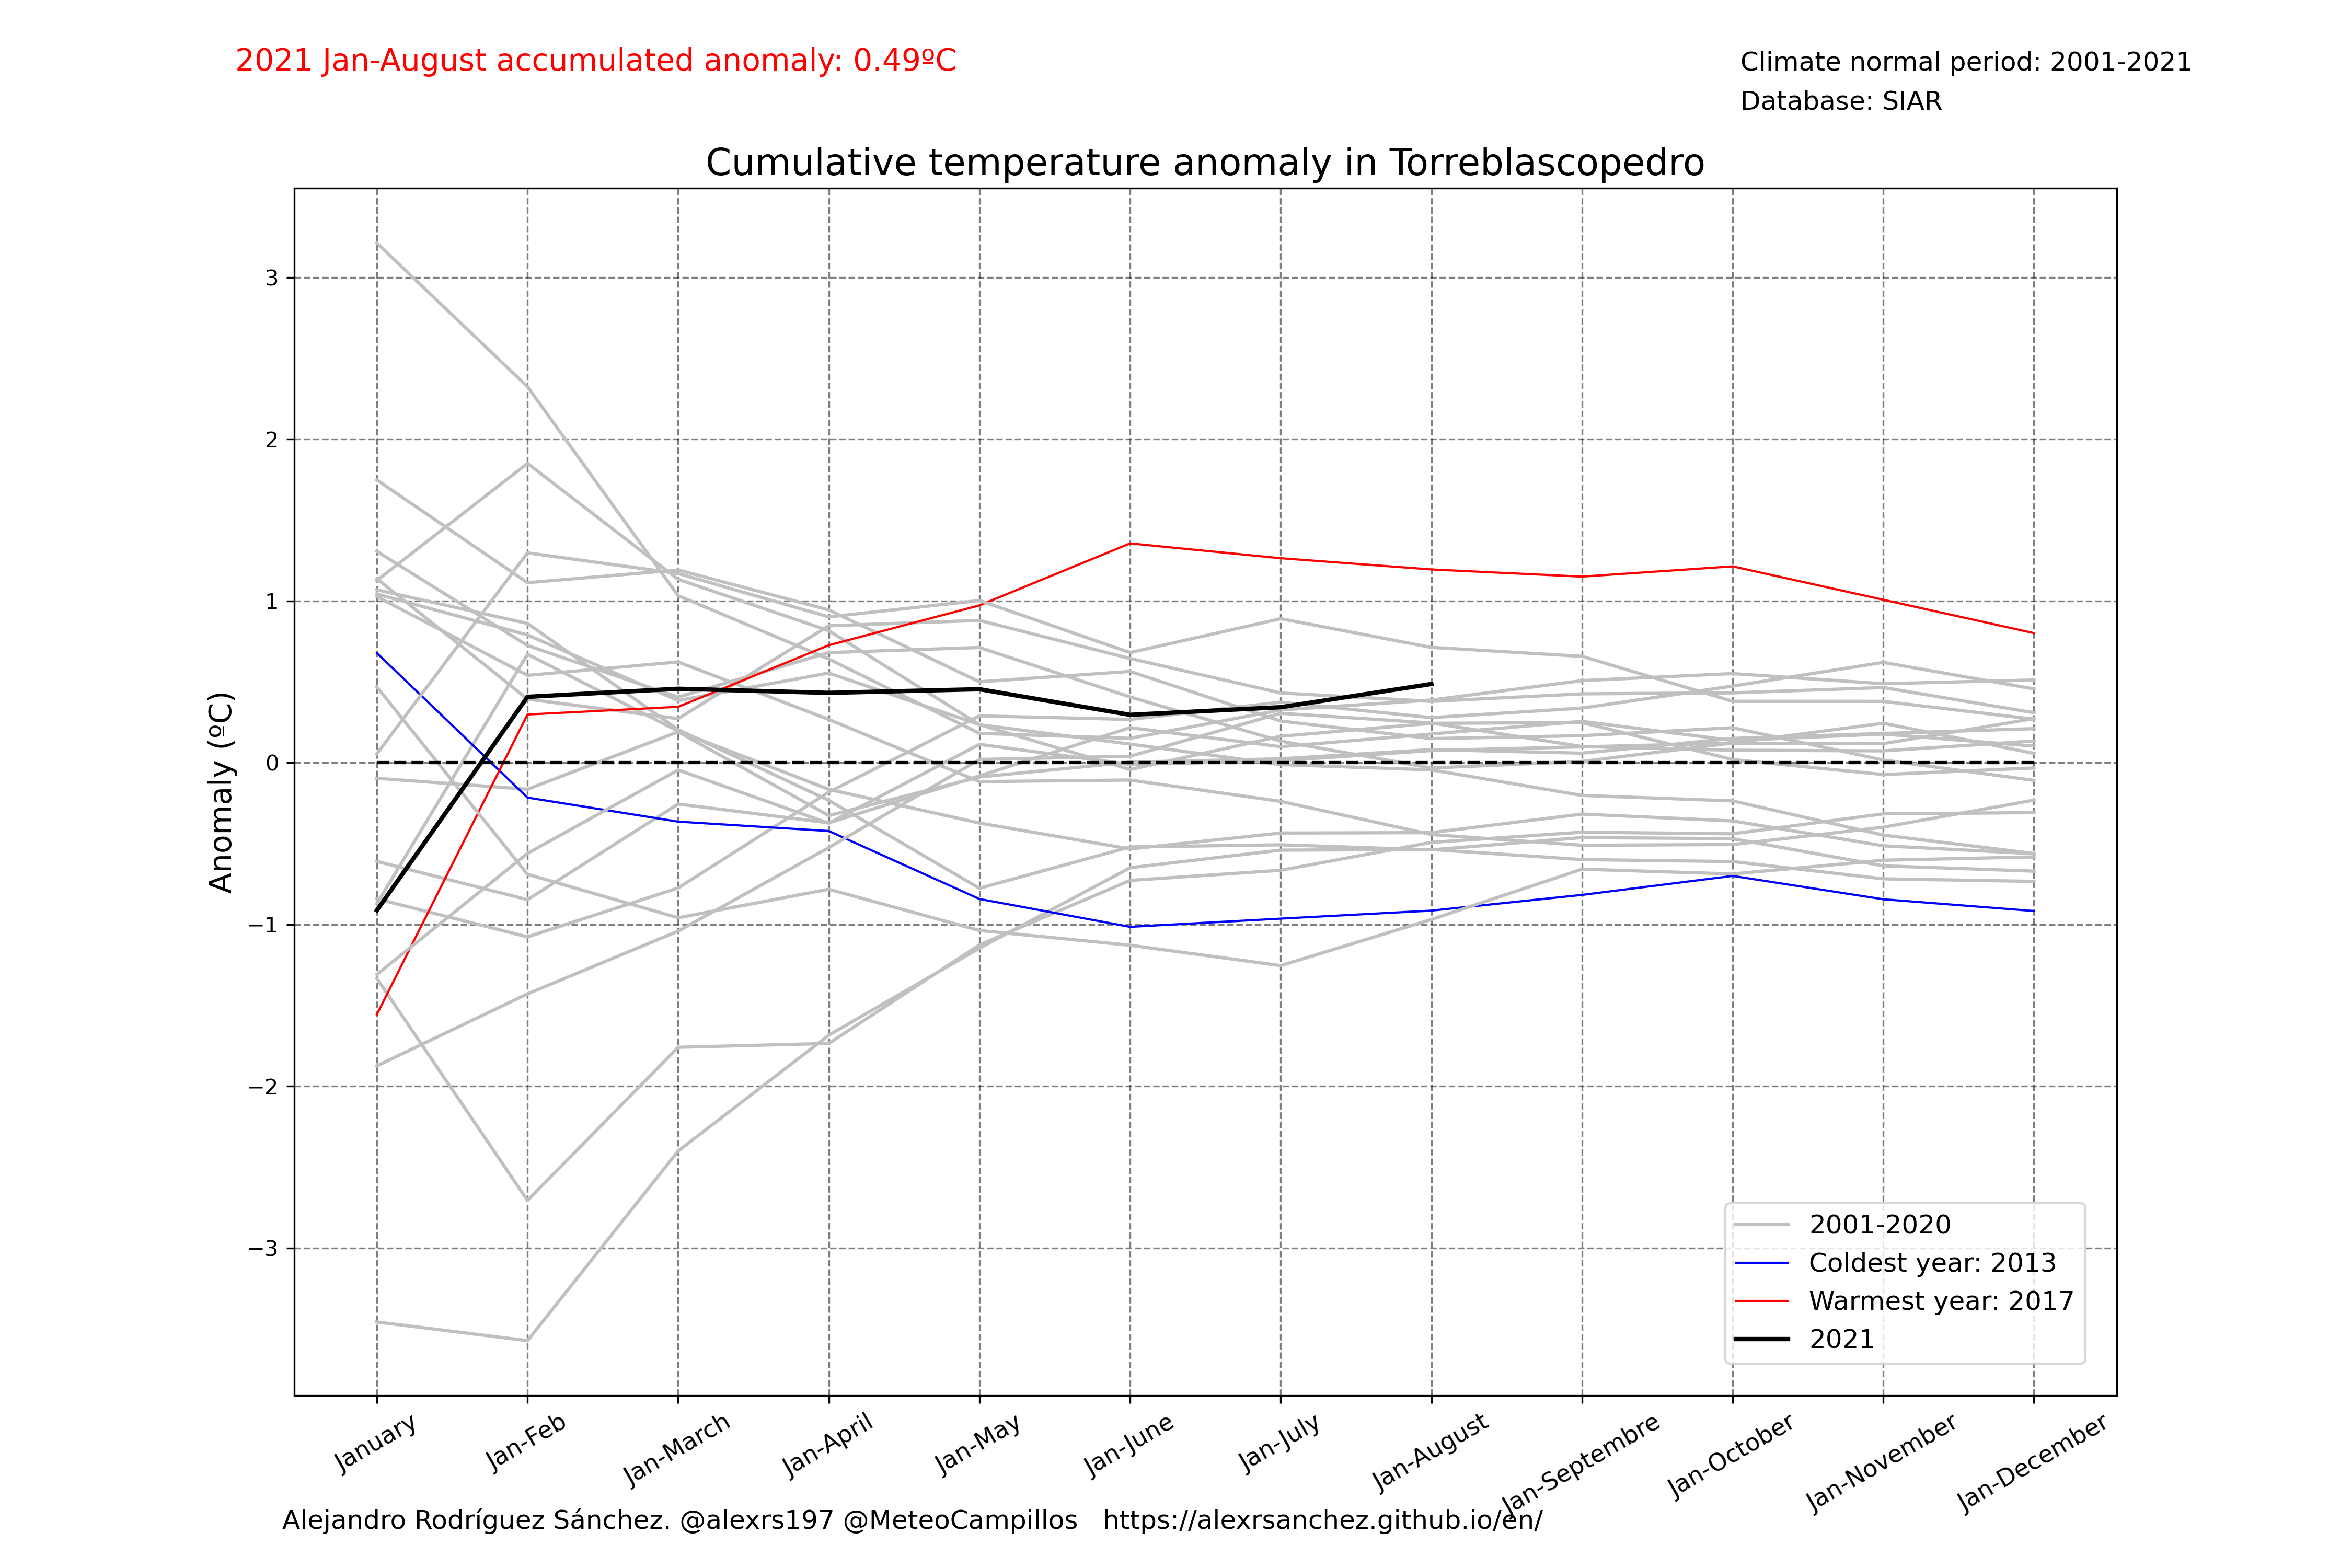 2021 Jan-August accumulated anomaly: 0.49ºC
Climate normal period: 2001-2021
Database: SIAR
Cumulative temperature anomaly in Torreblascopedro
Anomaly (ºC)
3
2
1
0
−1
−2
−3
2001-2020
Coldest year: 2013
Warmest year: 2017
2021
January
Jan-Feb
Jan-March
Jan-April
Jan-May
Jan-June
Jan-July
Jan-August
Jan-Septembre
Jan-October
Jan-November
Jan-December
Alejandro Rodríguez Sánchez. @alexrs197 @MeteoCampillos https://alexrsanchez.github.io/en/